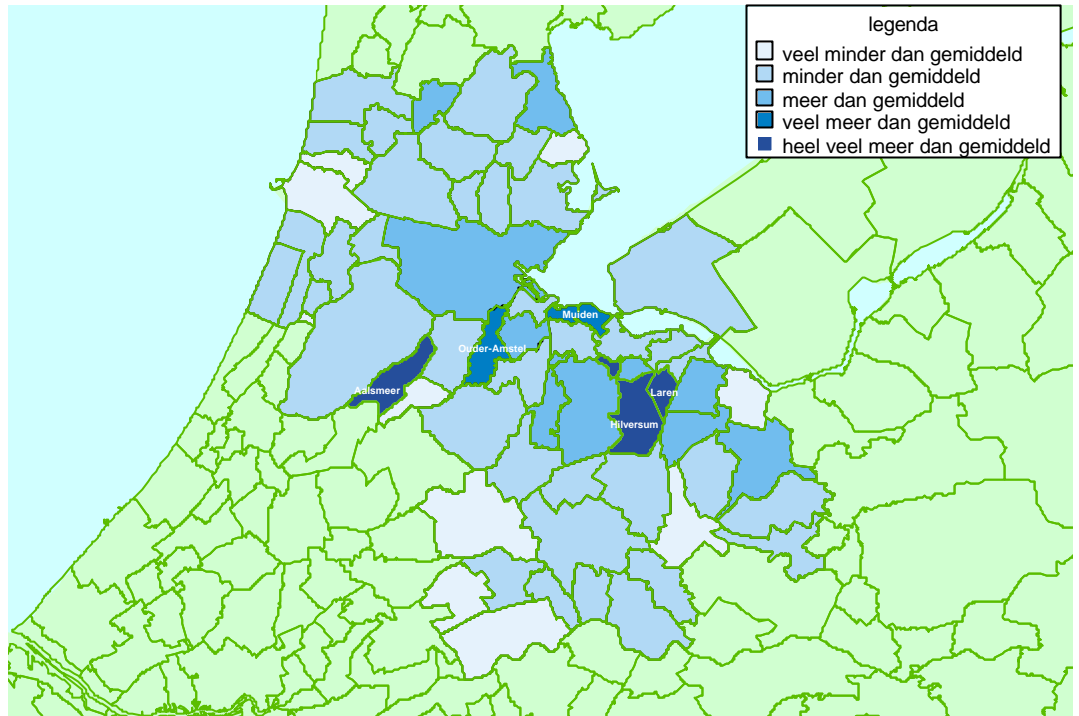 legenda
veel minder dan gemiddeld
minder dan gemiddeld
meer dan gemiddeld
veel meer dan gemiddeld
heel veel meer dan gemiddeld
Muiden
Ouder-Amstel
Aalsmeer
Laren
Hilversum